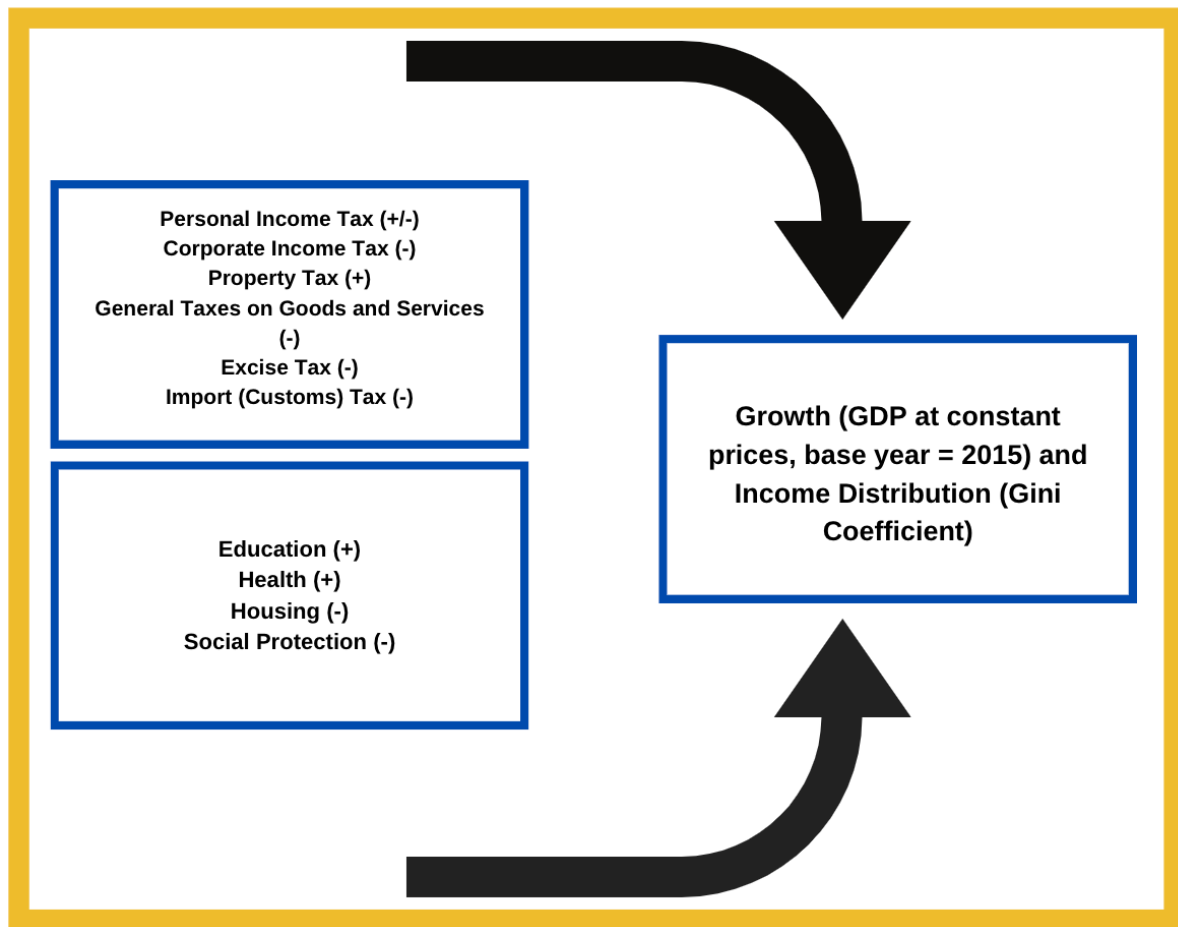 Personal Income Tax (+/-)
Corporate Income Tax (-)
Property Tax (+)
General Taxes on Goods and Services
(-)
Excise Tax (-)
Import (Customs) Tax (-)
Education (+)
Health (+)
Housing (-)
Social Protection (-)
Growth (GDP at constant
prices, base year = 2015) and
Income Distribution (Gini
Coefficient)